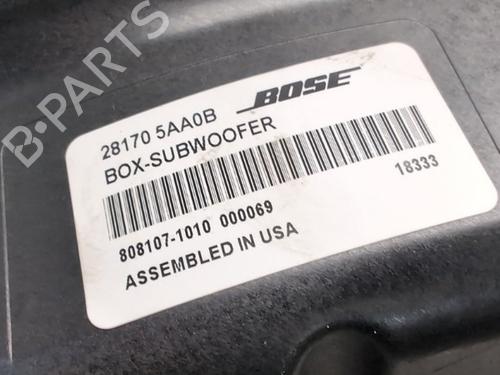 28170 5AA0B BOSE
BOX-SUBWOOFER
18333
808107-1010 000069
ASSEMBLED IN USA
B-PARTS